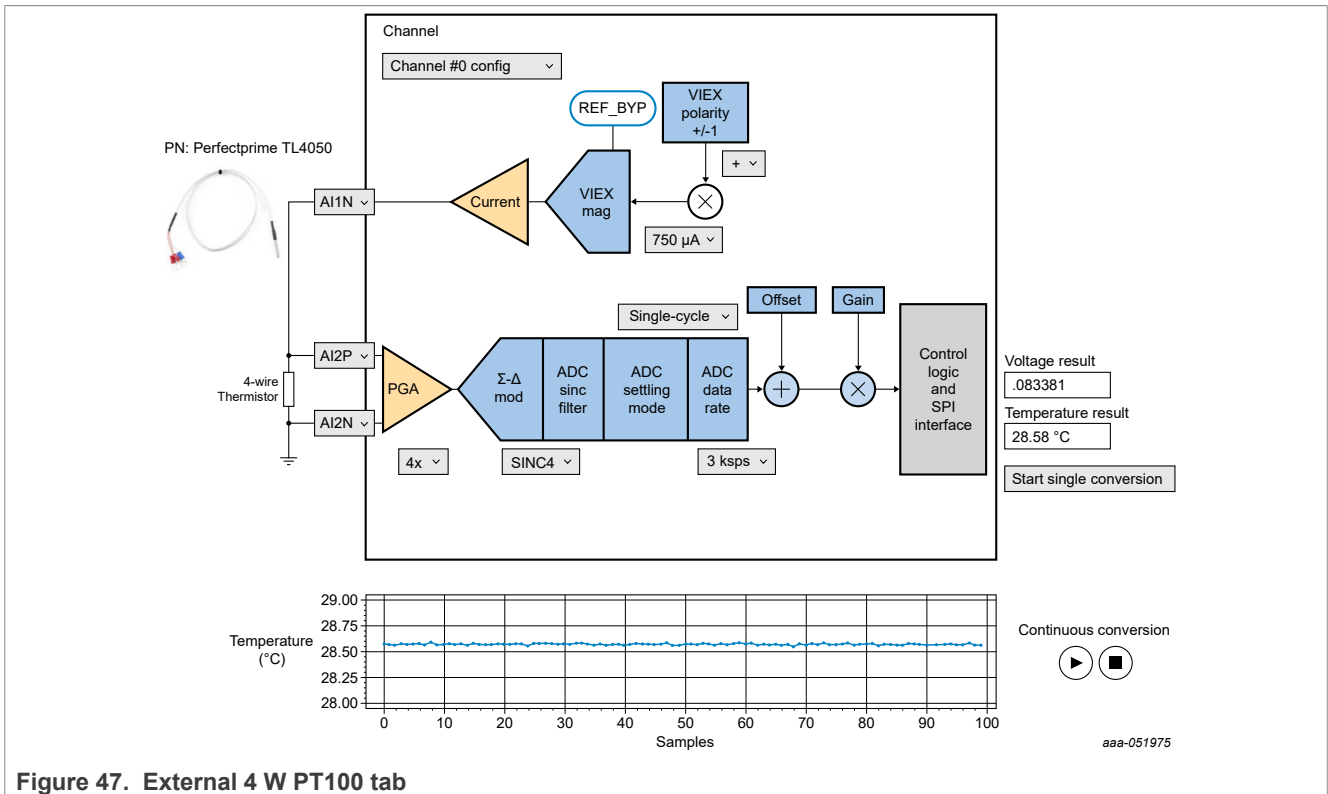 Channel
Channel #0 config
REF_BYP
VIEX
polarity
+/-1
PN: Perfectprime TL4050
+
AI1N
Current
VIEX
mag
750 µA
Single-cycle
Offset
Gain
AI2P
4-wire
Thermistor
AI2N
PGA
Σ-Δ
mod
ADC
sinc
filter
ADC
settling
mode
ADC
data
rate
Control
logic
and
SPI
interface
4x
SINC4
3 ksps
Voltage result
.083381
Temperature result
28.58 °C
Start single conversion
29.00
28.75
28.50
28.25
28.00
Temperature
(°C)
0 10 20 30 40 50 60 70 80 90 100
Samples
Continuous conversion
aaa-051975
Figure 47. External 4 W PT100 tab